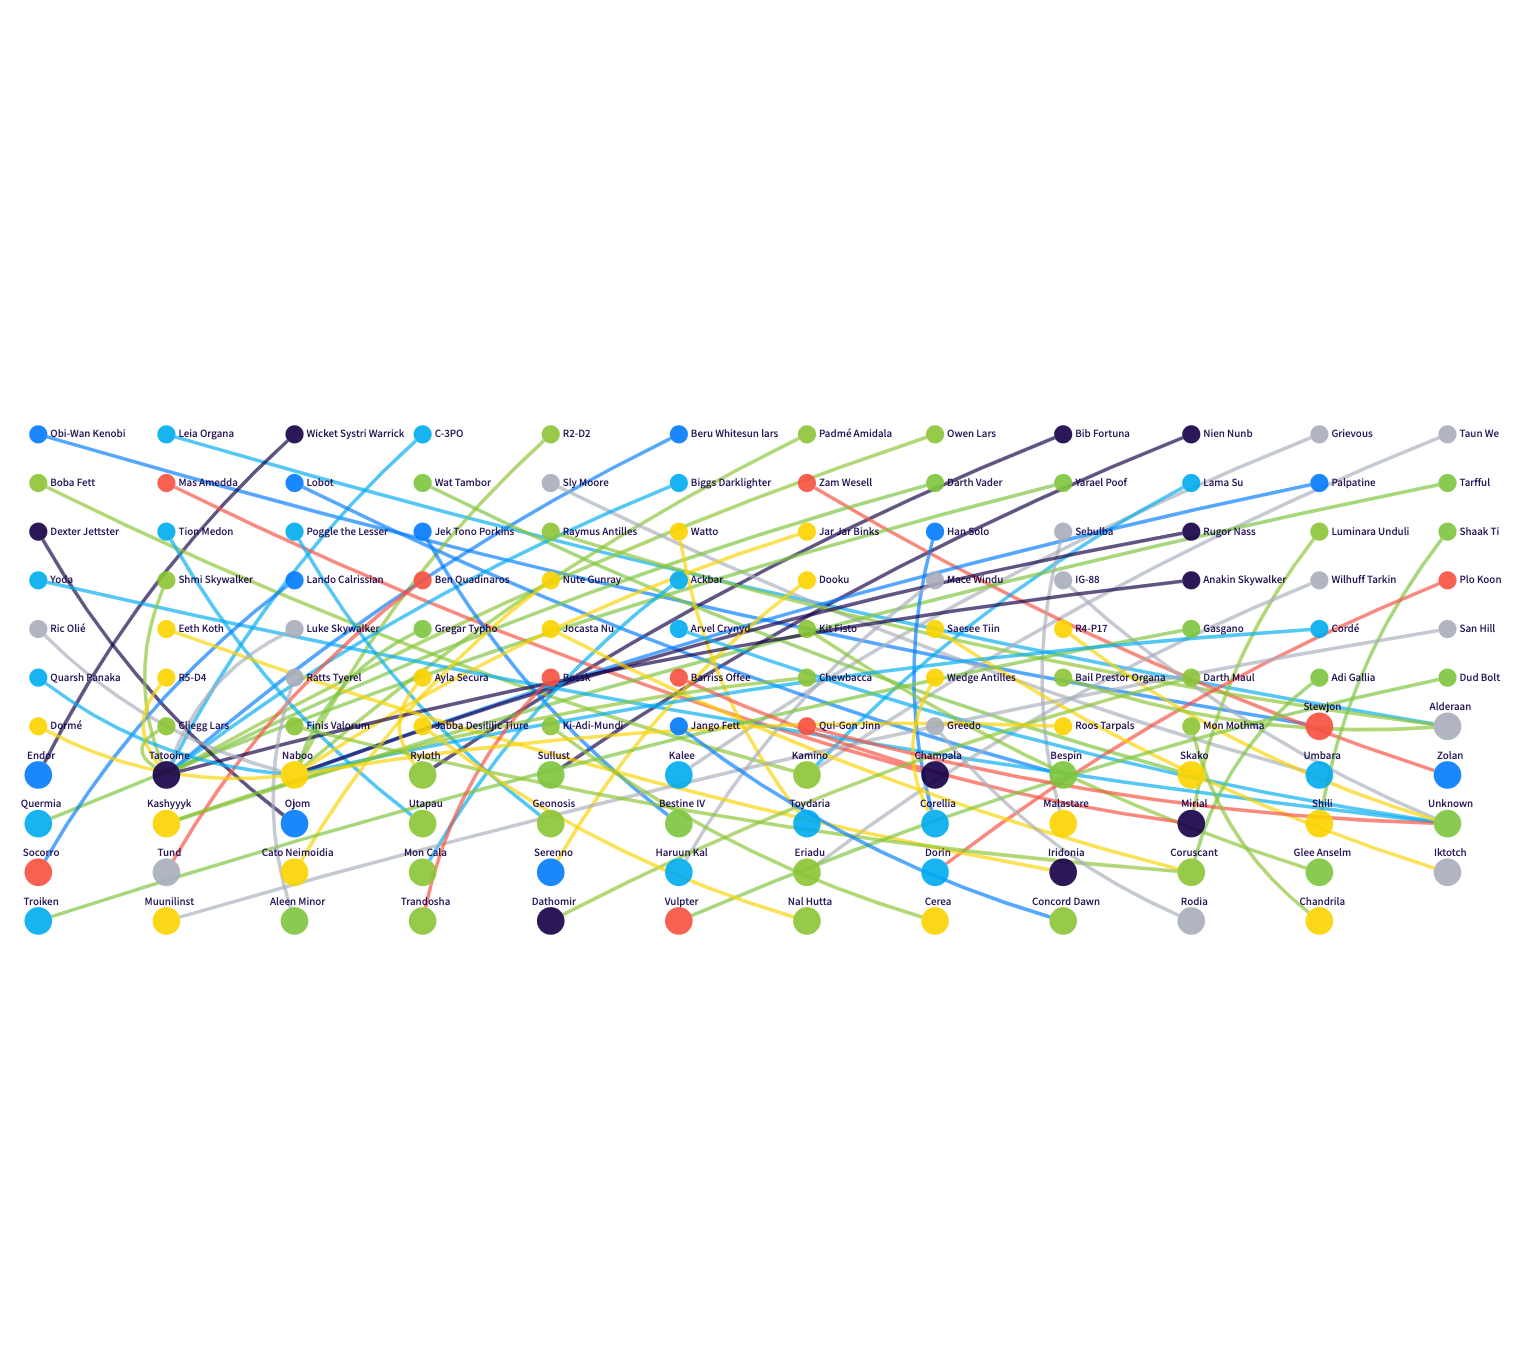 Obi-Wan Kenobi Leia Organa Wicket Systri Warrick C-3PO R2-D2 Beru Whitesun lars Padmé Amidala Owen Lars Bib Fortuna Nien Nunb Grievous Taun We
Boba Fett Mas Amedda Lobot Wat Tambor Sly Moore Biggs Darklighter Zam Wesell Darth Vader Yarael Poof Lama Su Palpatine Tarfful
Dexter Jettster Tion Medon Poggle the Lesser Jek Tono Porkins Raymus Antilles Watto Jar Jar Binks Han Solo Sebulba Rugor Nass Luminara Unduli Shaak Ti
Yoda Shmi Skywalker Lando Calrissian Ben Quadinaros Nute Gunray Ackbar Dooku Mace Windu IG-88 Anakin Skywalker Wilhuff Tarkin Plo Koon
Ric Olié Eeth Koth Luke Skywalker Gregar Typho Jocasta Nu Arvel Crynyd Kit Fisto Saesee Tiin R4-P17 Gasgano Cordé San Hill
Quarsh Panaka R5-D4 Ratts Tyerel Ayla Secura Bossk Barriss Offee Chewbacca Wedge Antilles Bail Prestor Organa Darth Maul Adi Gallia Dud Bolt
Stewjon Alderaan
Dormé Cliegg Lars Finis Valorum Jabba Desilijic Tiure Ki-Adi-Mundi Jango Fett Qui-Gon Jinn Greedo Roos Tarpals Mon Mothma
Endor Tatooine Naboo Ryloth Sullust Kalee Kamino Champala Bespin Skako Umbara Zolan
Quermia Kashyyyk Ojom Utapau Geonosis Bestine IV Toydaria Corellia Malastare Mirial Shili Unknown
Socorro Tund Cato Neimoidia Mon Cala Serenno Haruun Kal Eriadu Dorin Iridonia Coruscant Glee Anselm Iktotch
Troiken Muunilinst Aleen Minor Trandosha Dathomir Vulpter Nal Hutta Cerea Concord Dawn Rodia Chandrila